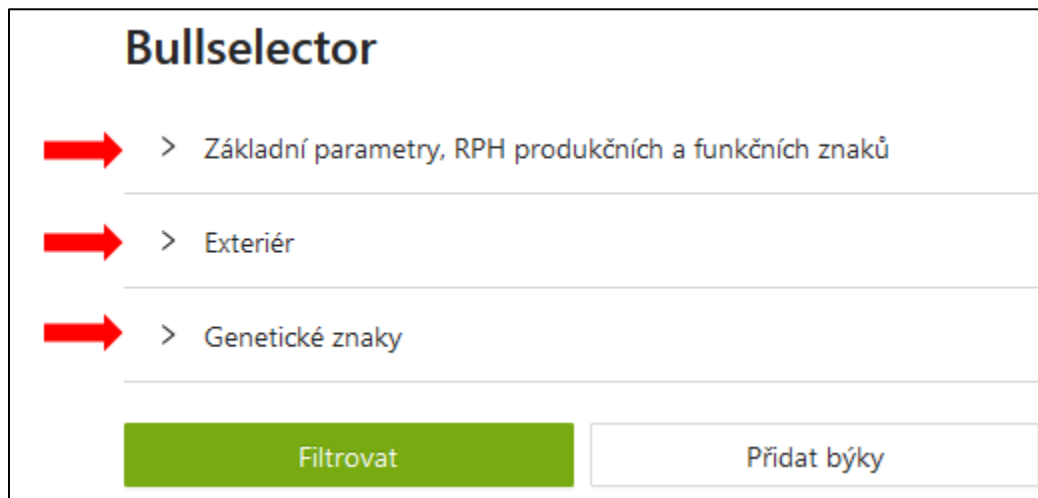 Bullselector
Základní parametry, RPH produkčních a funkčních znaků
Exteriér
Genetické znaky
Filtrovat
Přidat býky